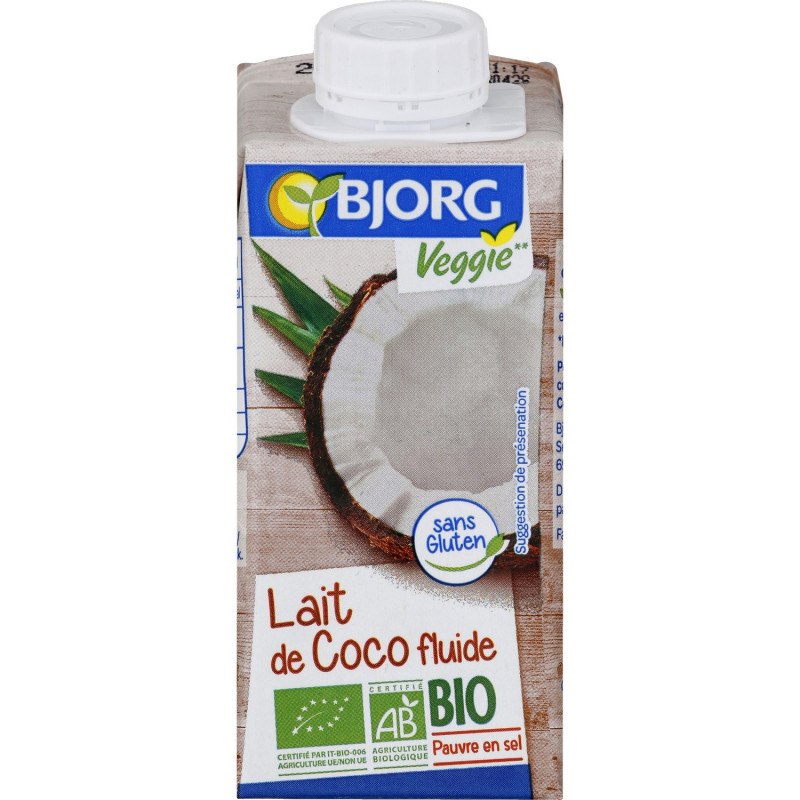 BJORG
Veggie**
Suggestion de présenation
sans
Gluten
Lait
de Coco fluide
CERTIFIÉ
AB
AGRICULTURE
BIOLOGIQUE
BIO
Pauvre en sel
CERTIFIÉ PAR IT-BIO-006
AGRICULTURE UE/NON UE